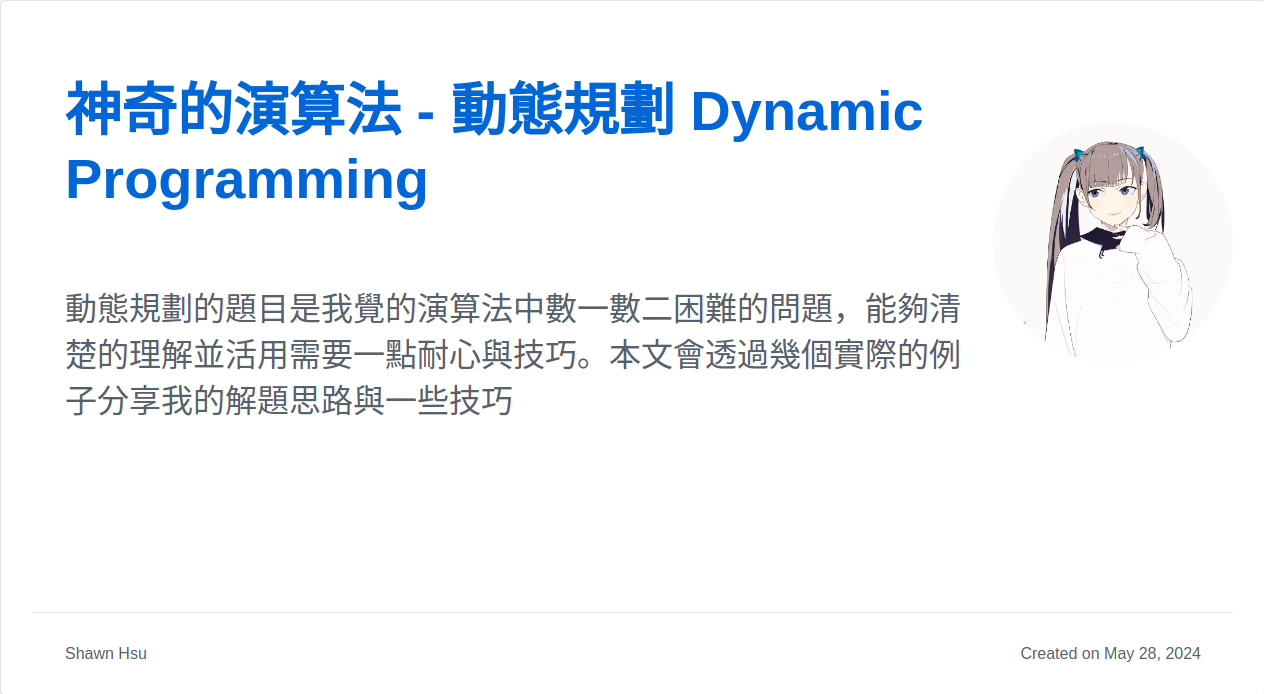 神奇的演算法 - 動態規劃 Dynamic
Programming
動態規劃的題目是我覺的演算法中數一數二困難的問題，能夠清
楚的理解並活用需要一點耐心與技巧。本文會透過幾個實際的例
子分享我的解題思路與一些技巧
Shawn Hsu
Created on May 28, 2024